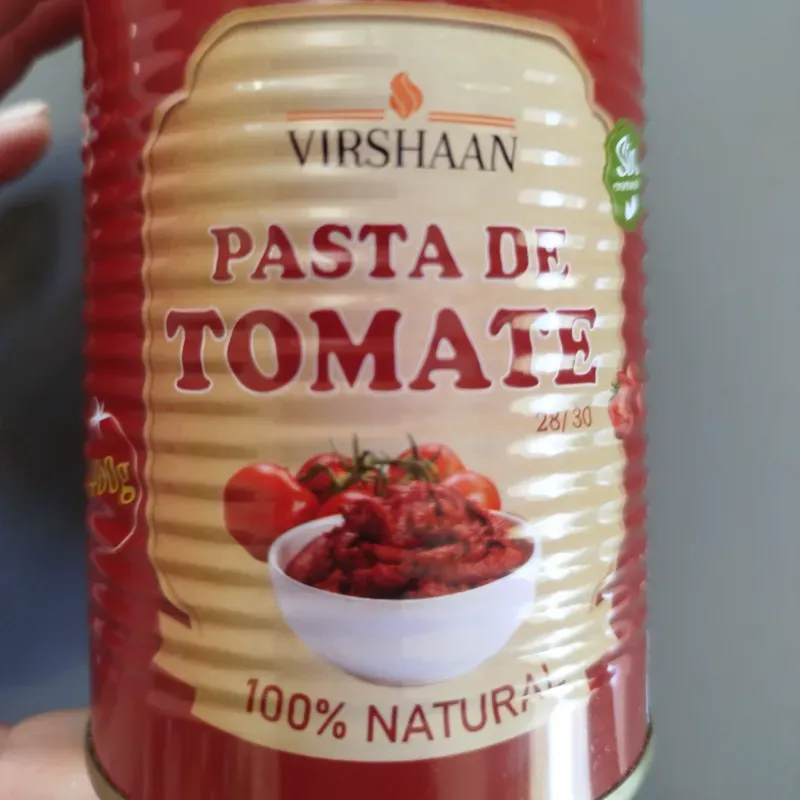 VIRSHAAN
PASTA DE
TOMATE
28/30
100% NATURAL